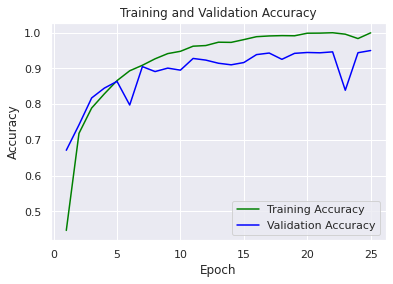 Training and Validation Accuracy
1.0
0.9
0.8
0.7
0.6
0.5
Accuracy
0 5 10 15 20 25
Epoch
Training Accuracy
Validation Accuracy